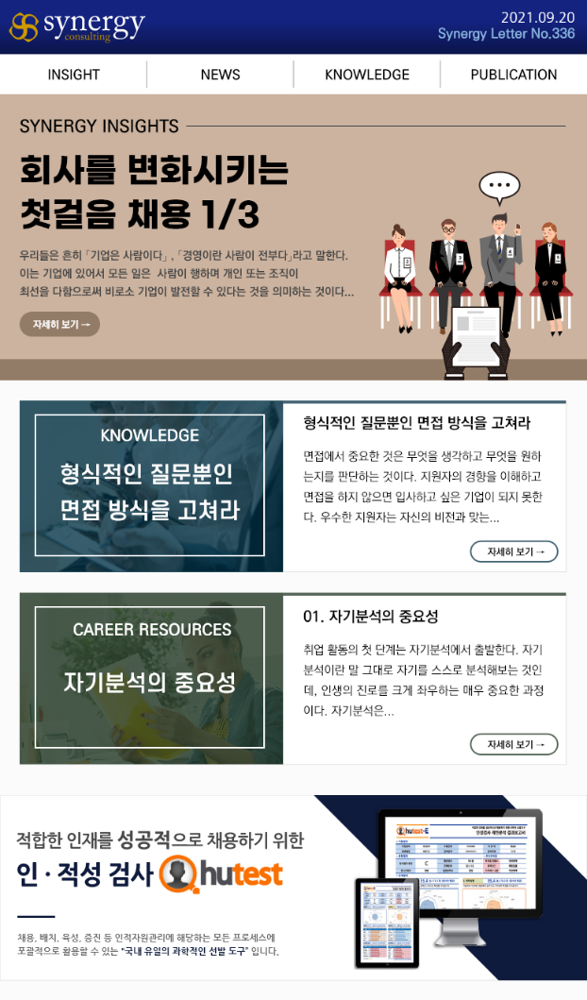 synergy
consulting
2021.09.20
Synergy Letter No.336
INSIGHT
NEWS
KNOWLEDGE
PUBLICATION
SYNERGY INSIGHTS
회사를 변화시키는
첫걸음 채용 1/3
우리들은 흔히 「기업은 사람이다」, 「경영이란 사람이 전부다」라고 말한다.
이는 기업에 있어서 모든 일은 사람이 행하며 개인 또는 조직이
최선을 다함으로써 비로소 기업이 발전할 수 있다는 것을 의미하는 것이다...
자세히 보기 →
2
3
4
KNOWLEDGE
형식적인 질문뿐인
면접 방식을 고쳐라
형식적인 질문뿐인 면접 방식을 고쳐라
면접에서 중요한 것은 무엇을 생각하고 무엇을 원하
는지를 판단하는 것이다. 지원자의 경향을 이해하고
면접을 하지 않으면 입사하고 싶은 기업이 되지 못한
다. 우수한 지원자는 자신의 비전과 맞는...
자세히 보기 →
CAREER RESOURCES
자기분석의 중요성
01. 자기분석의 중요성
취업 활동의 첫 단계는 자기분석에서 출발한다. 자기
분석이란 말 그대로 자기를 스스로 분석해보는 것인
데, 인생의 진로를 크게 좌우하는 매우 중요한 과정
이다. 자기분석은...
자세히 보기 →
적합한 인재를 성공적으로 채용하기 위한
인 · 적성 검사 hutest
채용, 배치, 육성, 증진 등 인적자원관리에 해당하는 모든 프로세스에
포괄적으로 활용할 수 있는 "국내 유일의 과학적인 선발 도구" 입니다.
hutest-E